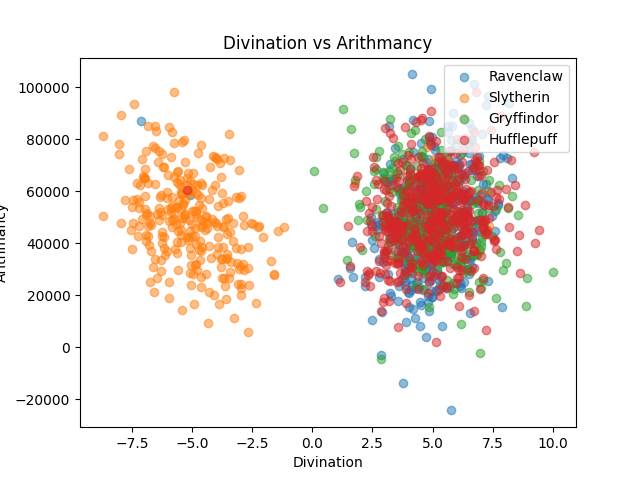 Divination vs Arithmancy
Ravenclaw
Slytherin
Gryffindor
Hufflepuff
100000
80000
60000
40000
20000
0
−20000
Arithmancy
−7.5
−5.0
−2.5
0.0
2.5
5.0
7.5
10.0
Divination